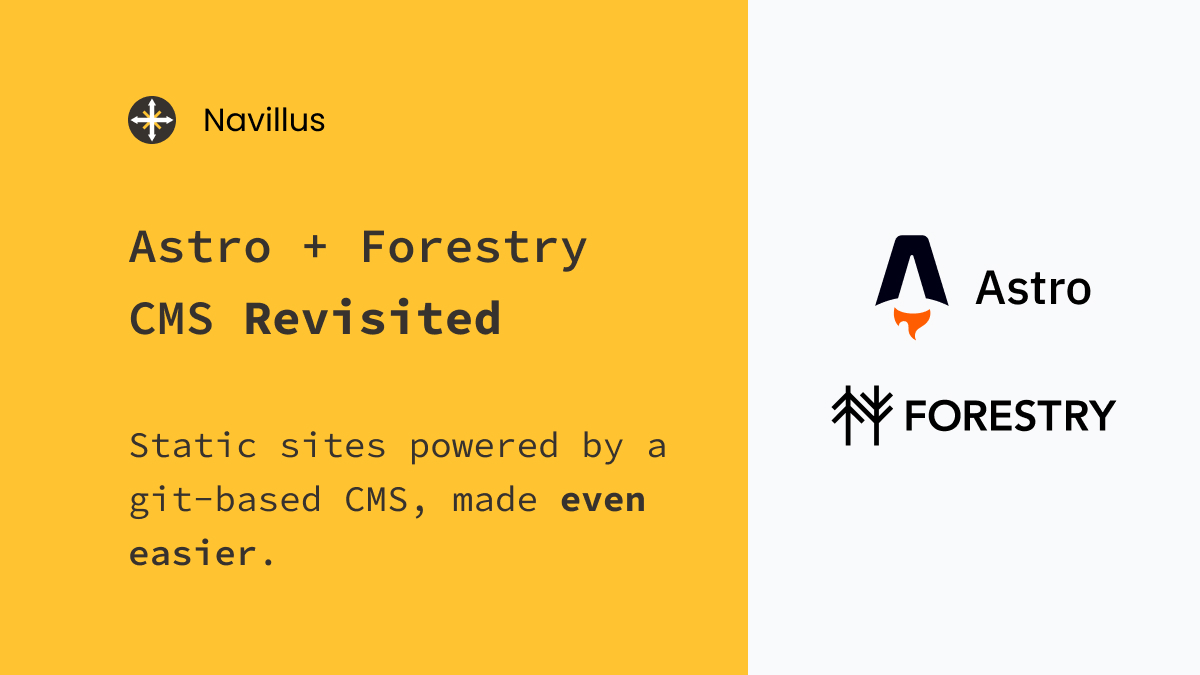 Navillus
Astro + Forestry
CMS Revisited
Static sites powered by a
git-based CMS, made even
easier.
Astro
FORESTRY